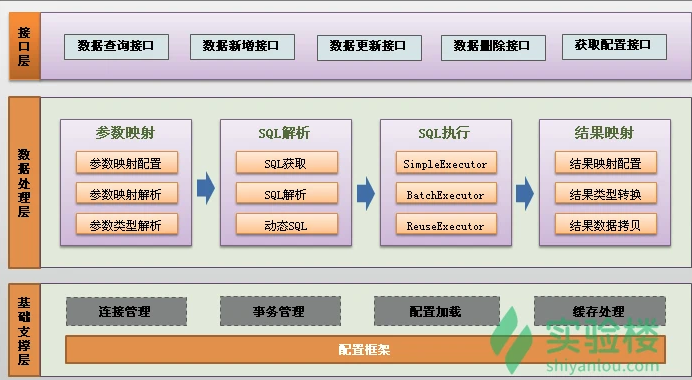 接口层
数据查询接口
数据新增接口
数据更新接口
数据删除接口
获取配置接口
数据处理层
参数映射
参数映射配置
参数映射解析
参数类型解析
SQL解析
SQL获取
SQL解析
动态SQL
SQL执行
SimpleExecutor
BatchExecutor
ReuseExecutor
结果映射
结果映射配置
结果类型转换
结果数据拷贝
基础支撑层
连接管理
事务管理
配置加载
缓存处理
配置框架
实验楼
shiyanlou.com